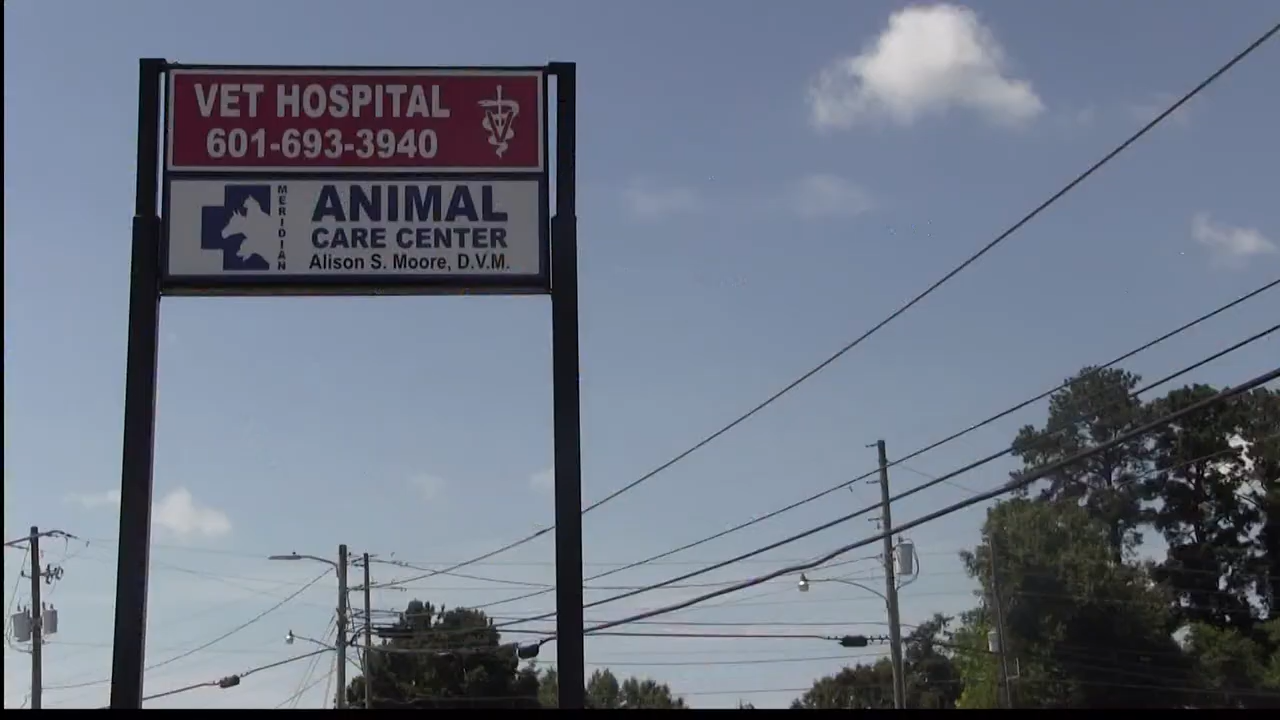 VET HOSPITAL
601-693-3940
MERIDIAN
ANIMAL
CARE CENTER
Alison S. Moore, D.V.M.